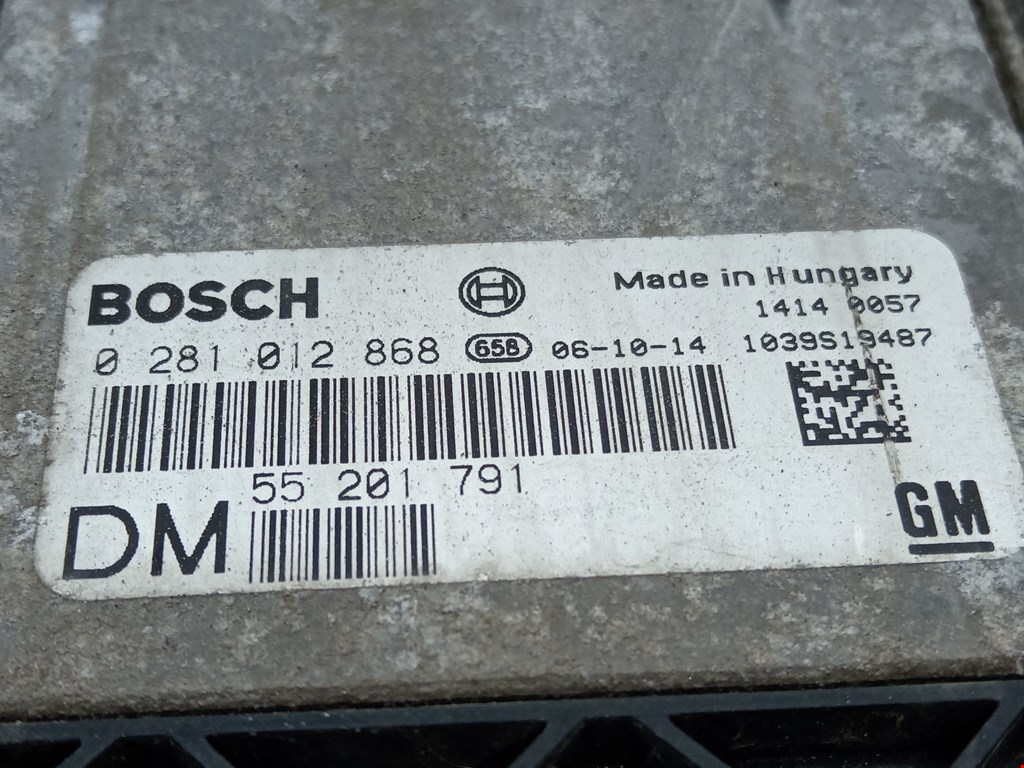 BOSCH
Made in Hungary
1414 0057
0 281 012 868 658 06-10-14 1039S19487
55 201 791
DM
GM